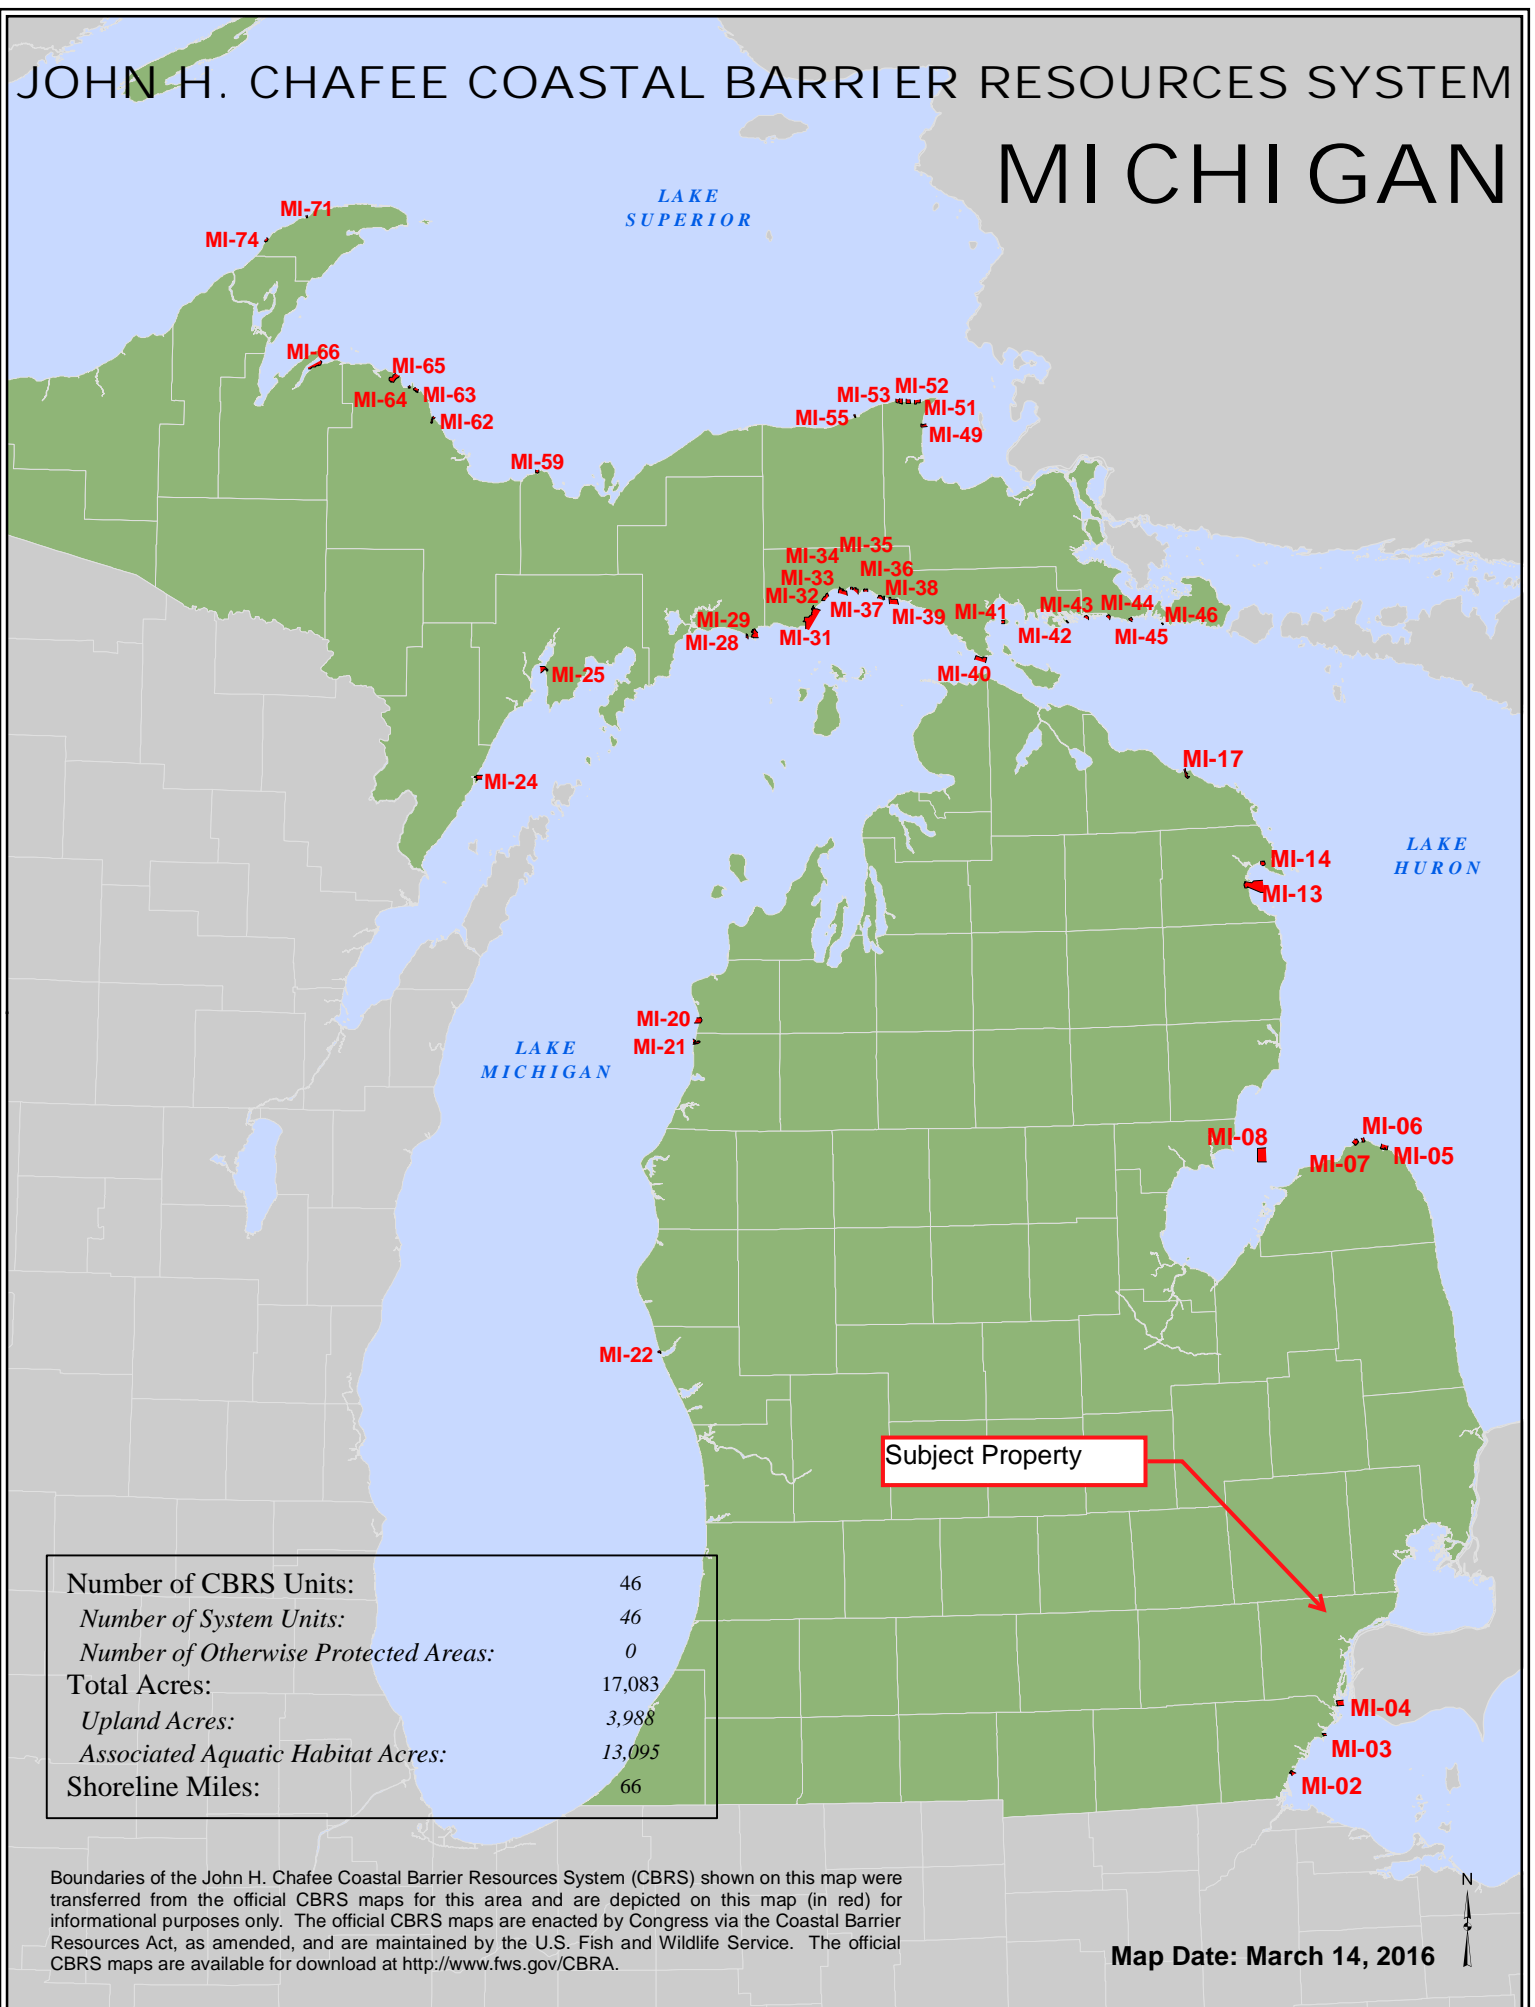 JOHN H. CHAFEE COASTAL BARRIER RESOURCES SYSTEM
MICHIGAN
LAKE
SUPERIOR
MI-71
MI-74
MI-66
MI-65
MI-64
MI-63
MI-62
MI-59
MI-53
MI-52
MI-55
MI-51
MI-49
MI-35
MI-34
MI-36
MI-33
MI-38
MI-32
MI-37
MI-39
MI-31
MI-29
MI-28
MI-41
MI-43
MI-44
MI-46
MI-42
MI-45
MI-40
MI-25
MI-24
MI-17
LAKE
HURON
MI-14
MI-13
MI-20
MI-21
LAKE
MICHIGAN
MI-08
MI-06
MI-07
MI-05
MI-22
Subject Property
MI-04
MI-03
MI-02
Number of CBRS Units: 46
Number of System Units: 46
Number of Otherwise Protected Areas: 0
Total Acres: 17,083
Upland Acres: 3,988
Associated Aquatic Habitat Acres: 13,095
Shoreline Miles: 66
Boundaries of the John H. Chafee Coastal Barrier Resources System (CBRS) shown on this map were
transferred from the official CBRS maps for this area and are depicted on this map (in red) for
informational purposes only. The official CBRS maps are enacted by Congress via the Coastal Barrier
Resources Act, as amended, and are maintained by the U.S. Fish and Wildlife Service. The official
CBRS maps are available for download at http://www.fws.gov/CBRA.
N
Map Date: March 14, 2016